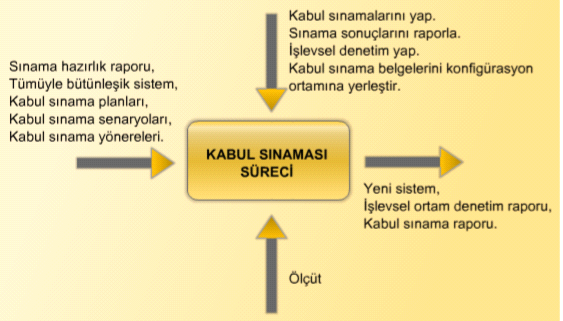 Kabul sınamalarını yap.
Sınama sonuçlarını raporla.
İşlevsel denetim yap.
Kabul sınama belgelerini konfigürasyon
ortamına yerleştir.
Sınama hazırlık raporu,
Tümüyle bütünleşik sistem,
Kabul sınama planları,
Kabul sınama senaryoları,
Kabul sınama yönereleri.
KABUL SINAMASI
SÜRECİ
Yeni sistem,
İşlevsel ortam denetim raporu,
Kabul sınama raporu.
Ölçüt